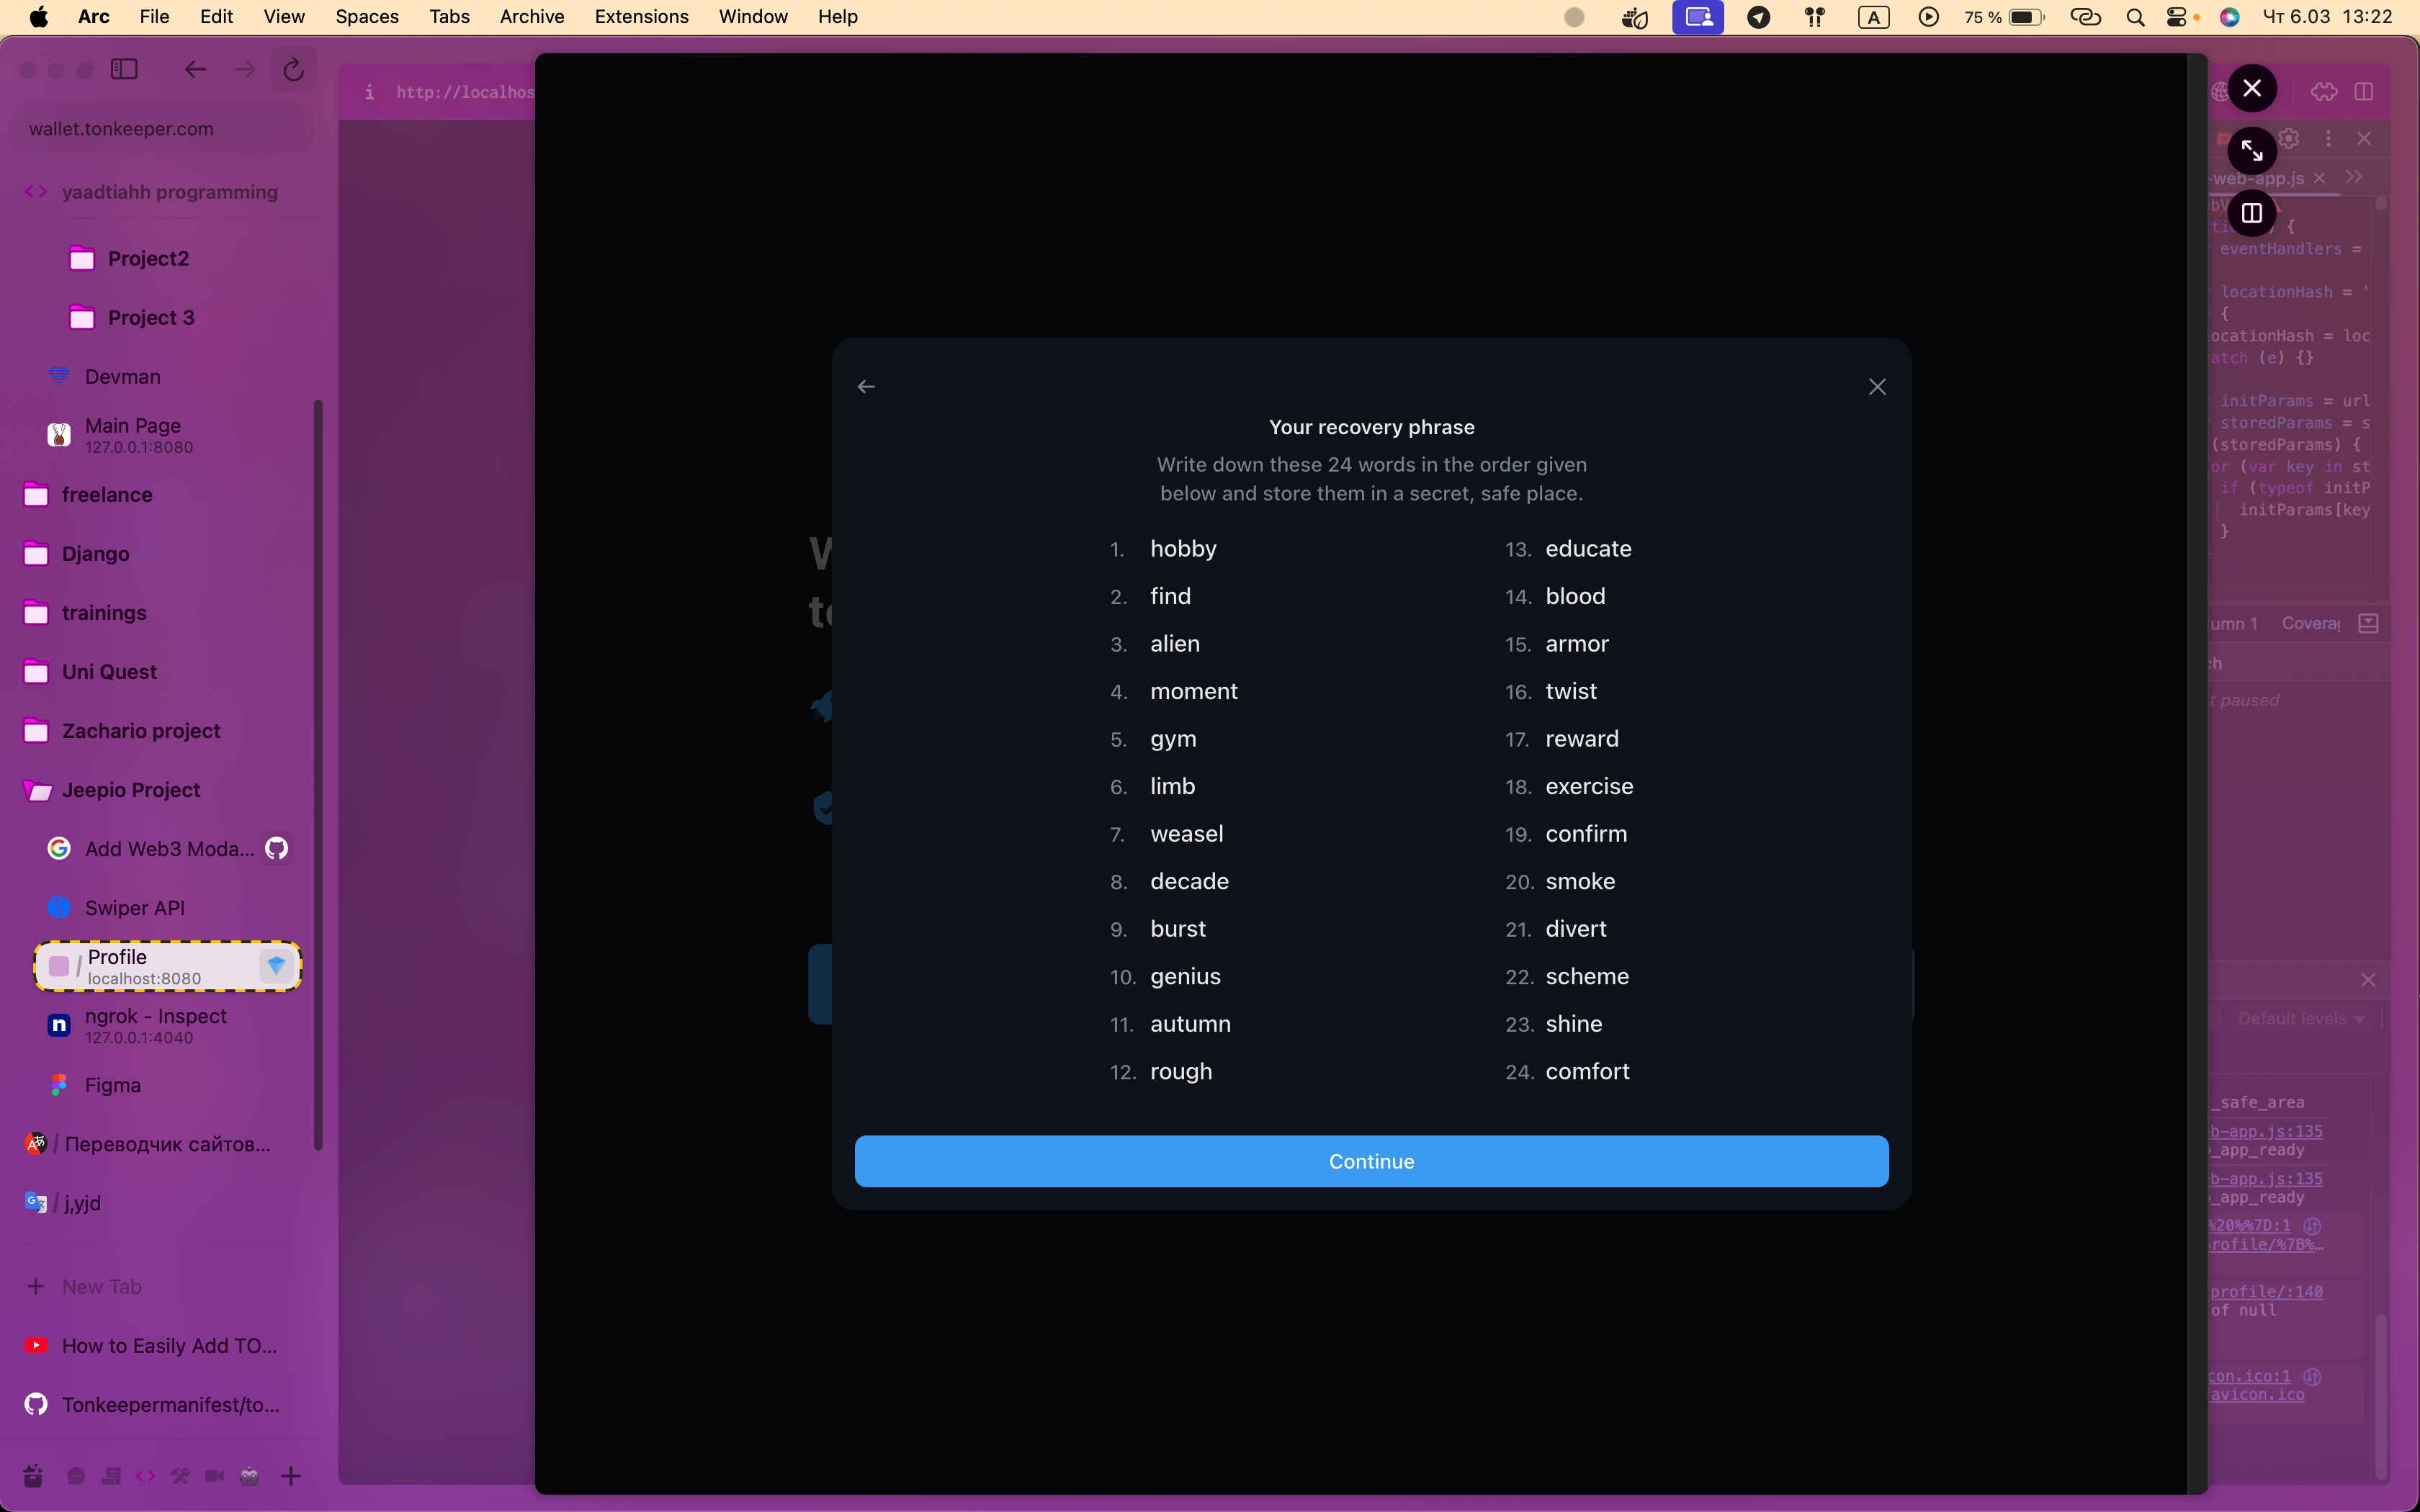 Arc File Edit View Spaces Tabs Archive Extensions Window Help
A 75 % Чт 6.03 13:22
wallet.tonkeeper.com
yaadtiahh programming
Project2
Project 3
Devman
Main Page
127.0.0.1:8080
freelance
Django
trainings
Uni Quest
Zachario project
Jeepio Project
Add Web3 Moda...
Swiper API
/ Profile
localhost:8080
ngrok - Inspect
127.0.0.1:4040
Figma
/ Переводчик сайтов...
/ j,yjd
New Tab
How to Easily Add TO...
Tonkeepermanifest/to...
http://localhos
Your recovery phrase
Write down these 24 words in the order given
below and store them in a secret, safe place.
1. hobby
2. find
3. alien
4. moment
5. gym
6. limb
7. weasel
8. decade
9. burst
10. genius
11. autumn
12. rough
13. educate
14. blood
15. armor
16. twist
17. reward
18. exercise
19. confirm
20. smoke
21. divert
22. scheme
23. shine
24. comfort
Continue
-web-app.js
) {
eventHandlers =
locationHash = '
{
ocationHash = loc
atch (e) {}
initParams = url
storedParams = s
(storedParams) {
or (var key in st
if (typeof initP
initParams[key
}
umn 1 Coverag
t paused
Default levels
_safe_area
b-app.js:135
_app_ready
b-app.js:135
_app_ready
%20%%7D:1
rofile/%7B%…
profile/:140
of null
con.ico:1
avicon.ico